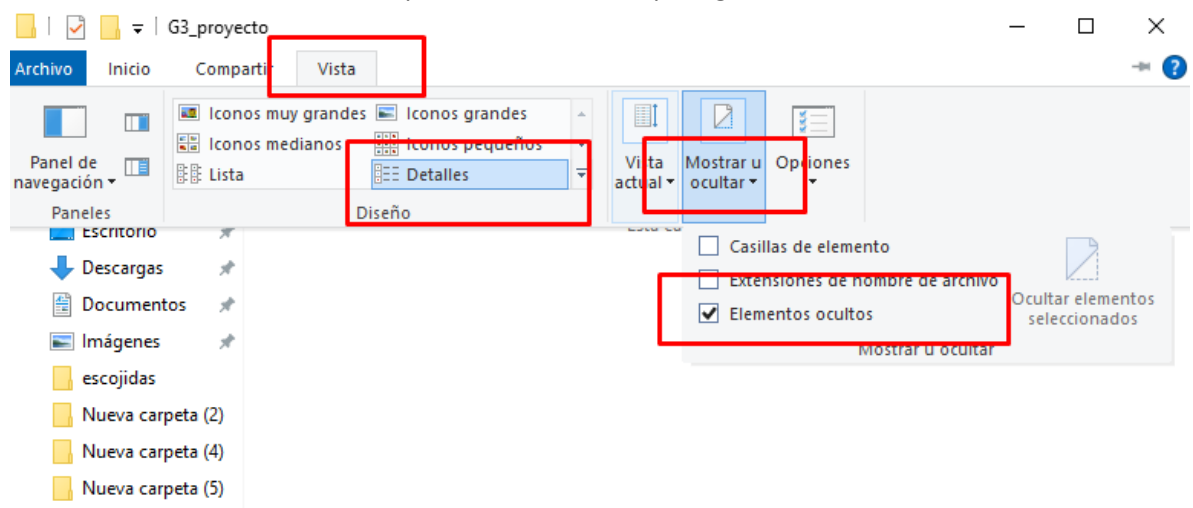 G3_proyecto
Archivo Inicio Compartir Vista
Iconos muy grandes Iconos grandes
Iconos medianos Iconos pequeños
Lista Detalles
Panel de
navegación
Vista
actual
Mostrar u
ocultar
Opciones
Paneles
Diseño
Escritorio
Descargas
Documentos
Imágenes
escojidas
Nueva carpeta (2)
Nueva carpeta (4)
Nueva carpeta (5)
Casillas de elemento
Extensiones de nombre de archivo
Elementos ocultos
Ocultar elementos
seleccionados
Mostrar u ocultar